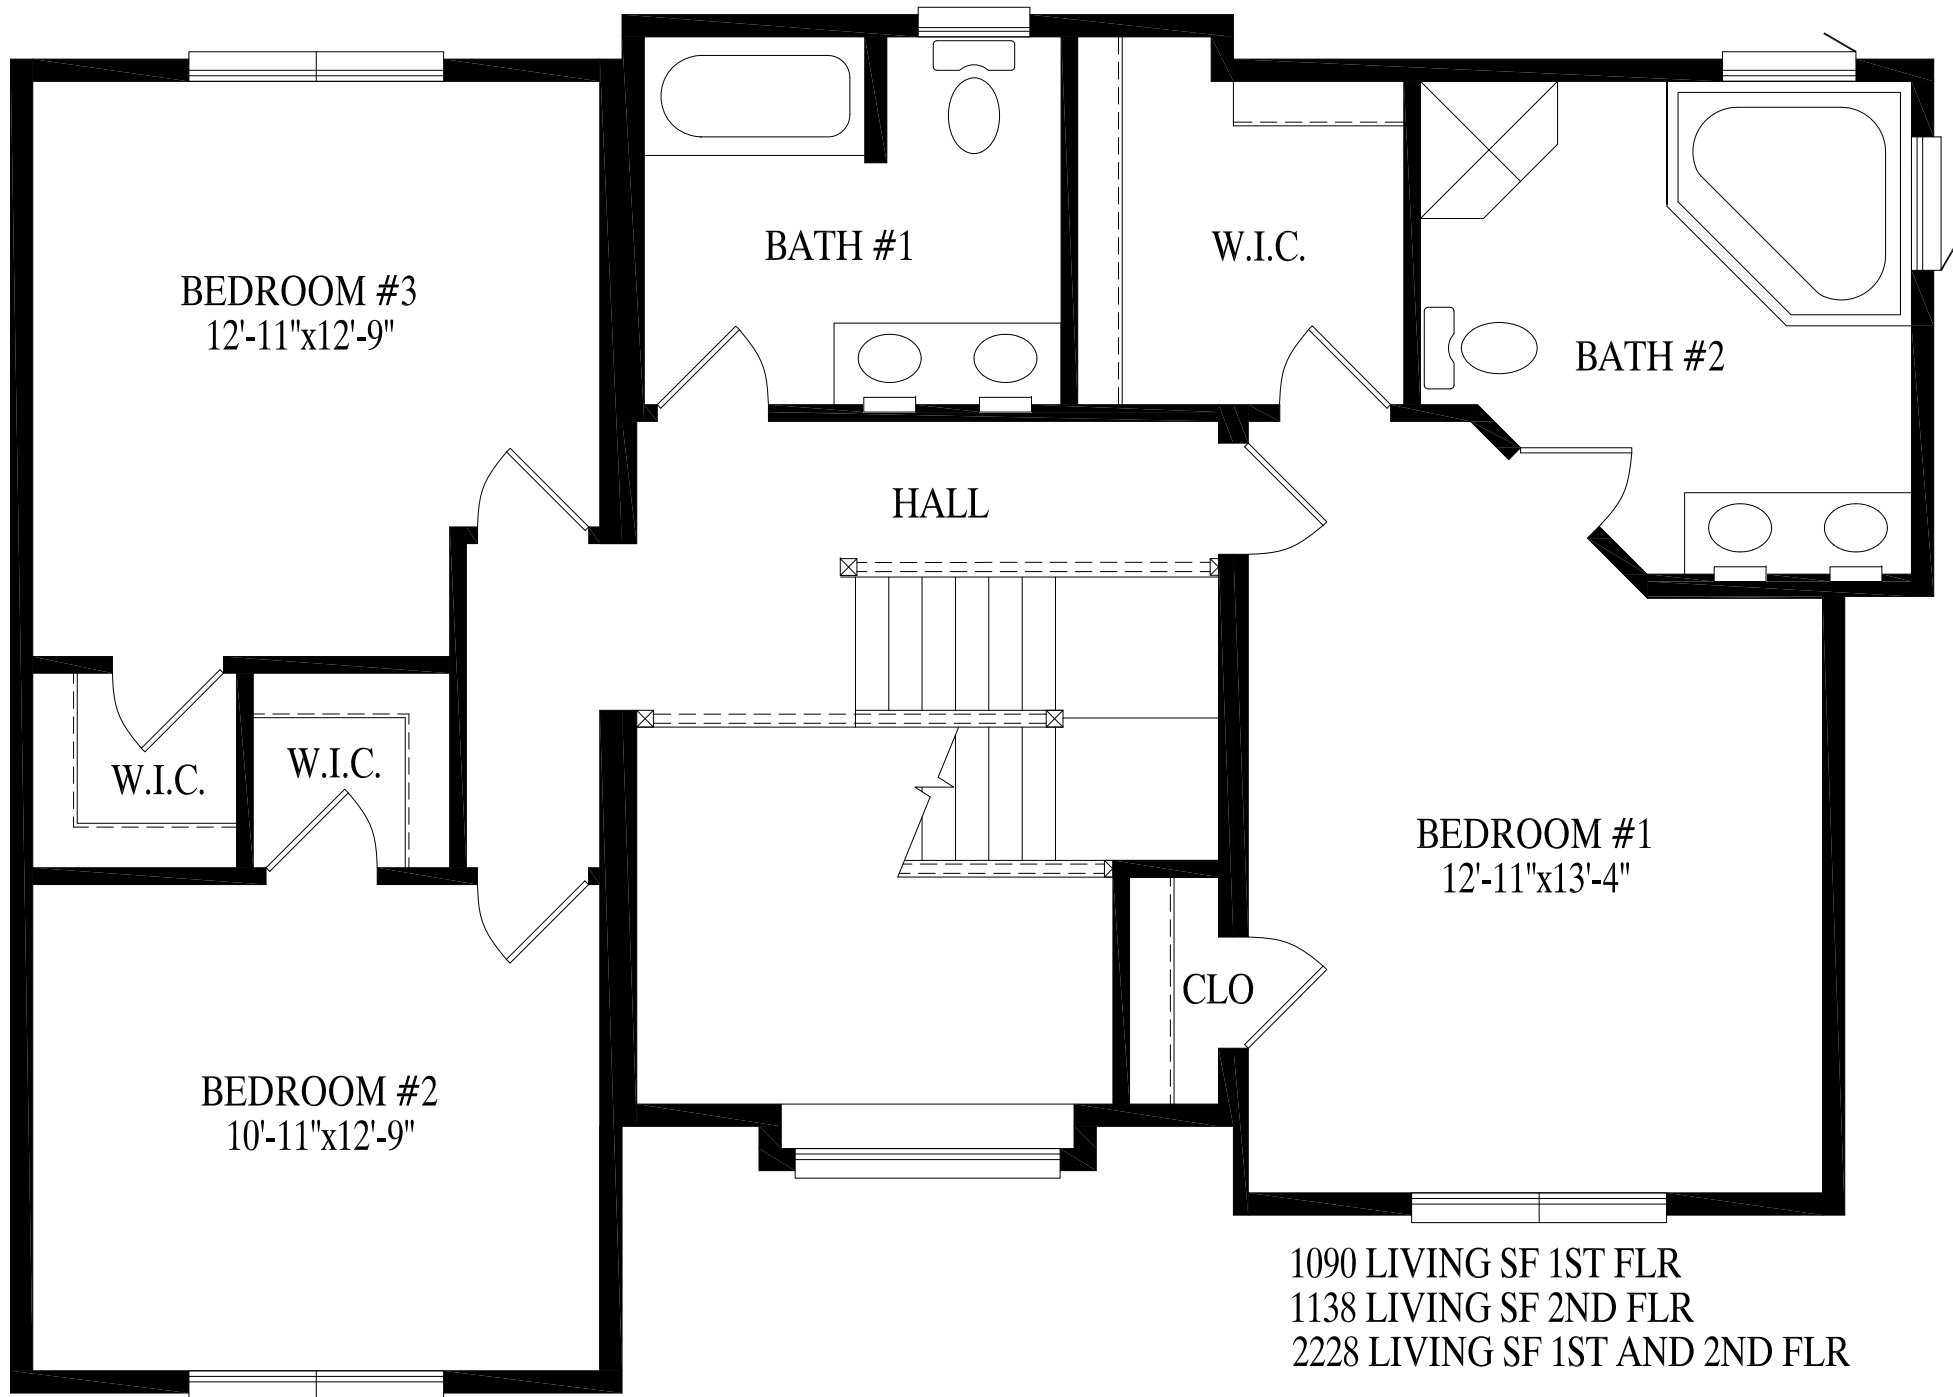 BATH #1
W.I.C.
BEDROOM #3
12'-11"x12'-9"
BATH #2
HALL
W.I.C.
W.I.C.
BEDROOM #1
12'-11"x13'-4"
CLO
BEDROOM #2
10'-11"x12'-9"
1090 LIVING SF 1ST FLR
1138 LIVING SF 2ND FLR
2228 LIVING SF 1ST AND 2ND FLR